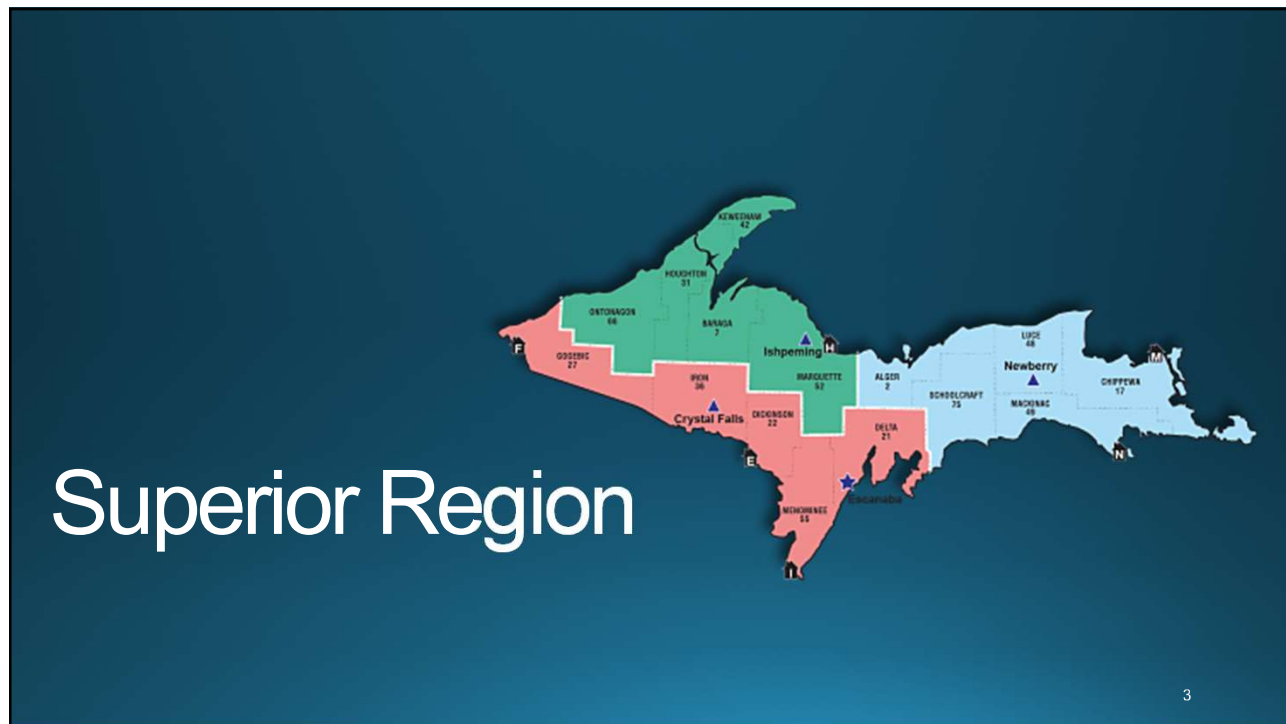 KEWEENAW
42
HOUGHTON
31
ONTONAGON
66
BARAGA
7
LUCE
48
F
Ishpeming
H
M
GOGEBIC
27
Newberry
IRON
36
MARQUETTE
52
ALGER
2
CHIPPEWA
17
SCHOOLCRAFT
75
MACKINAC
49
Crystal Falls
DICKINSON
22
DELTA
21
E
N
Superior Region
Escanaba
MENOMINEE
55
I
3